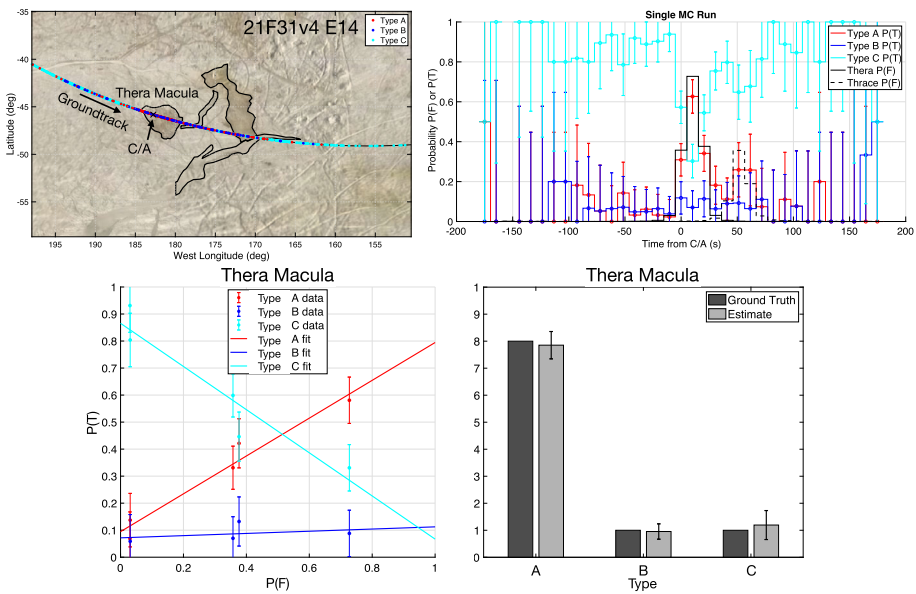 21F31v4 E14
Type A
Type B
Type C
Thera Macula
Groundtrack
C/A
-35
-40
-45
-50
-55
Latitude (deg)
195
190
185
180
175
170
165
160
155
West Longitude (deg)
Single MC Run
Type A P(T)
Type B P(T)
Type C P(T)
Thera P(F)
Thrace P(F)
1
0.8
0.6
0.4
0.2
0
Probability P(F) or P(T)
-200
-150
-100
-50
0
50
100
150
200
Time from C/A (s)
Thera Macula
Type A data
Type B data
Type C data
Type A fit
Type B fit
Type C fit
1
0.9
0.8
0.7
0.6
0.5
0.4
0.3
0.2
0.1
0
P(T)
0
0.2
0.4
0.6
0.8
1
P(F)
Thera Macula
Ground Truth
Estimate
9
8
7
6
5
4
3
2
1
0
A
B
C
Type